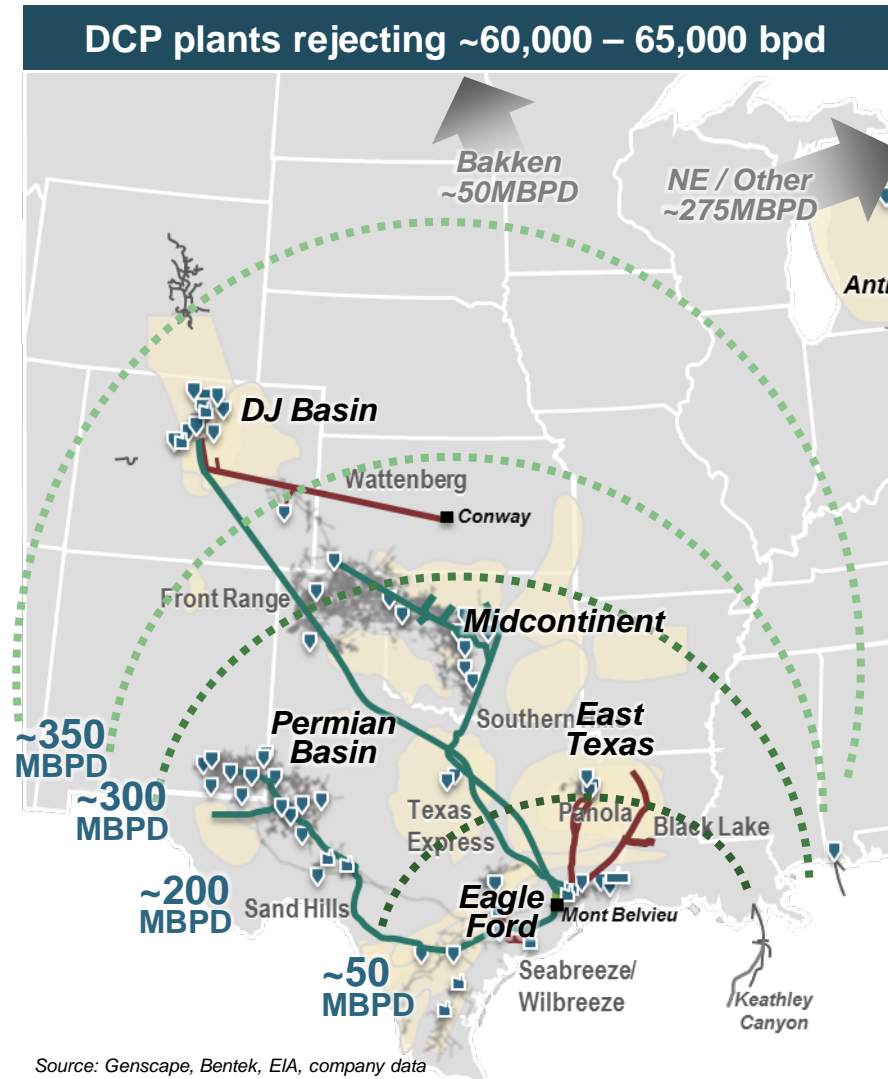 DCP plants rejecting ~60,000 – 65,000 bpd
Bakken
~50MBPD
NE / Other
~275MBPD
DJ Basin
Wattenberg
Conway
Front Range
Midcontinent
Southern
East
Texas
Permian
Basin
~350
MBPD
~300
MBPD
Texas
Express
Panola
Black Lake
~200
MBPD
Sand Hills
Eagle
Ford
Mont Belvieu
~50
MBPD
Seabreeze/
Wilbreeze
Keathley
Canyon
Source: Genscape, Bentek, EIA, company data